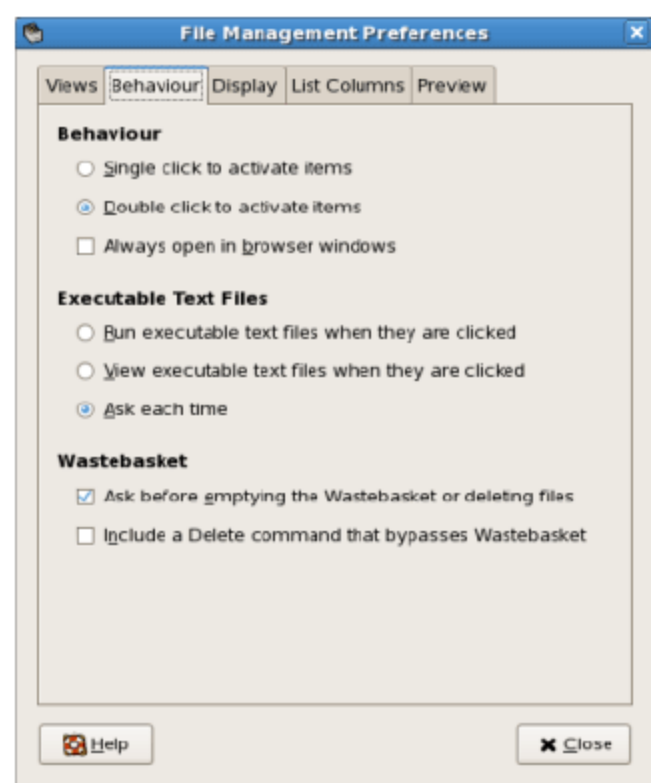 File Management Preferences
Views Behaviour Display List Columns Preview
Behaviour
Single click to activate items
Double click to activate items
Always open in browser windows
Executable Text Files
Run executable text files when they are clicked
View executable text files when they are clicked
Ask each time
Wastebasket
Ask before emptying the Wastebasket or deleting files
Include a Delete command that bypasses Wastebasket
Help Close